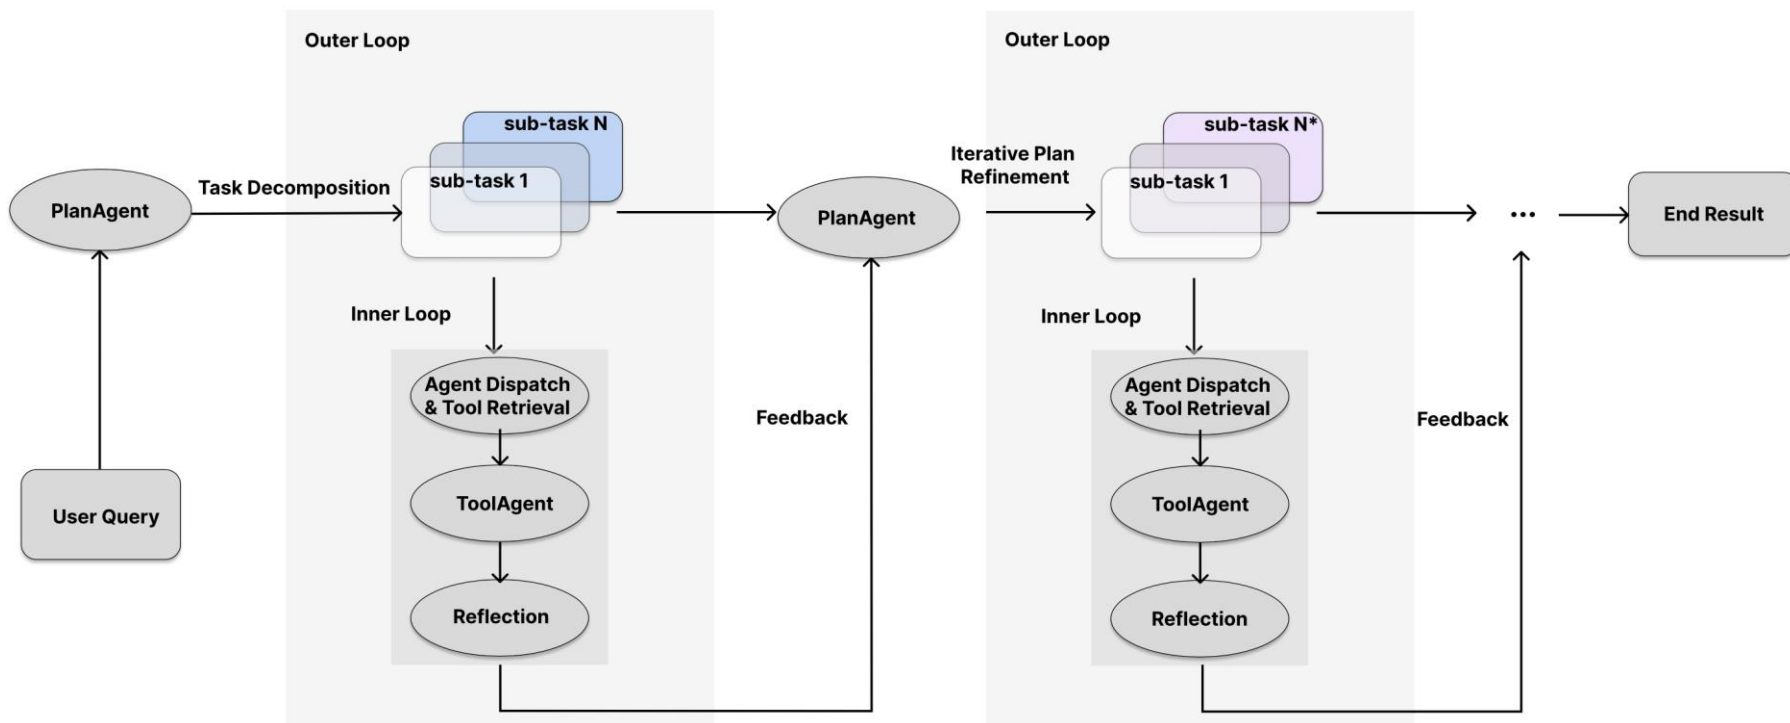 Outer Loop
Outer Loop
sub-task N
sub-task 1
sub-task N*
sub-task 1
Task Decomposition
Iterative Plan
Refinement
PlanAgent
PlanAgent
...
End Result
Inner Loop
Inner Loop
Agent Dispatch
& Tool Retrieval
Agent Dispatch
& Tool Retrieval
Feedback
Feedback
User Query
ToolAgent
ToolAgent
Reflection
Reflection